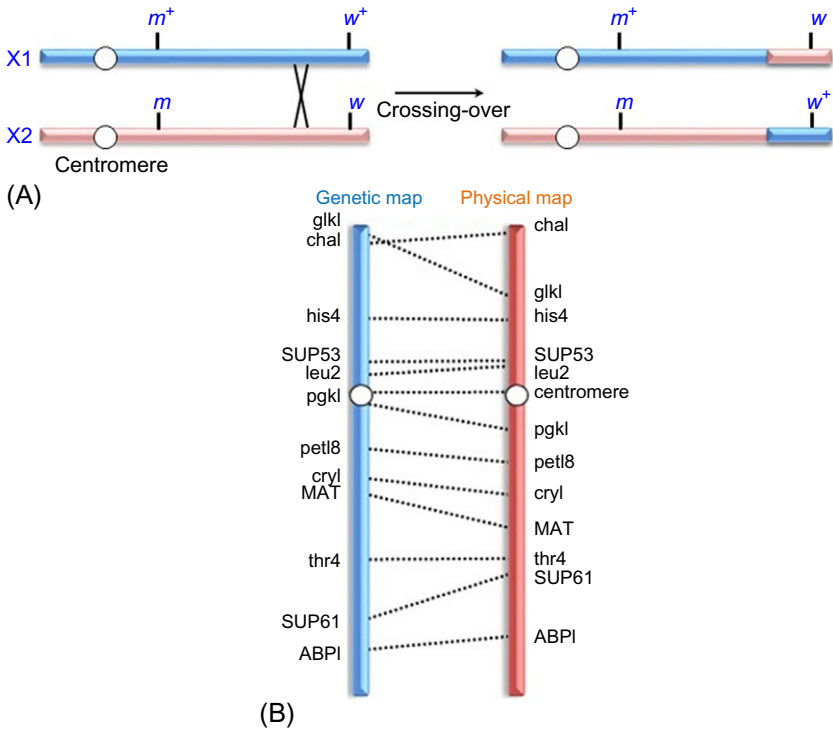 m+ w+ m+ w
X1
Crossing-over
m w m w+
X2
Centromere
(A)
Genetic map Physical map
glkl
chal
chal
glkl
his4 his4
SUP53 SUP53
leu2 leu2
pgkl centromere
pgkl
petl8 petl8
cryl cryl
MAT
MAT
thr4 thr4
SUP61
SUP61
ABPl ABPl
(B)